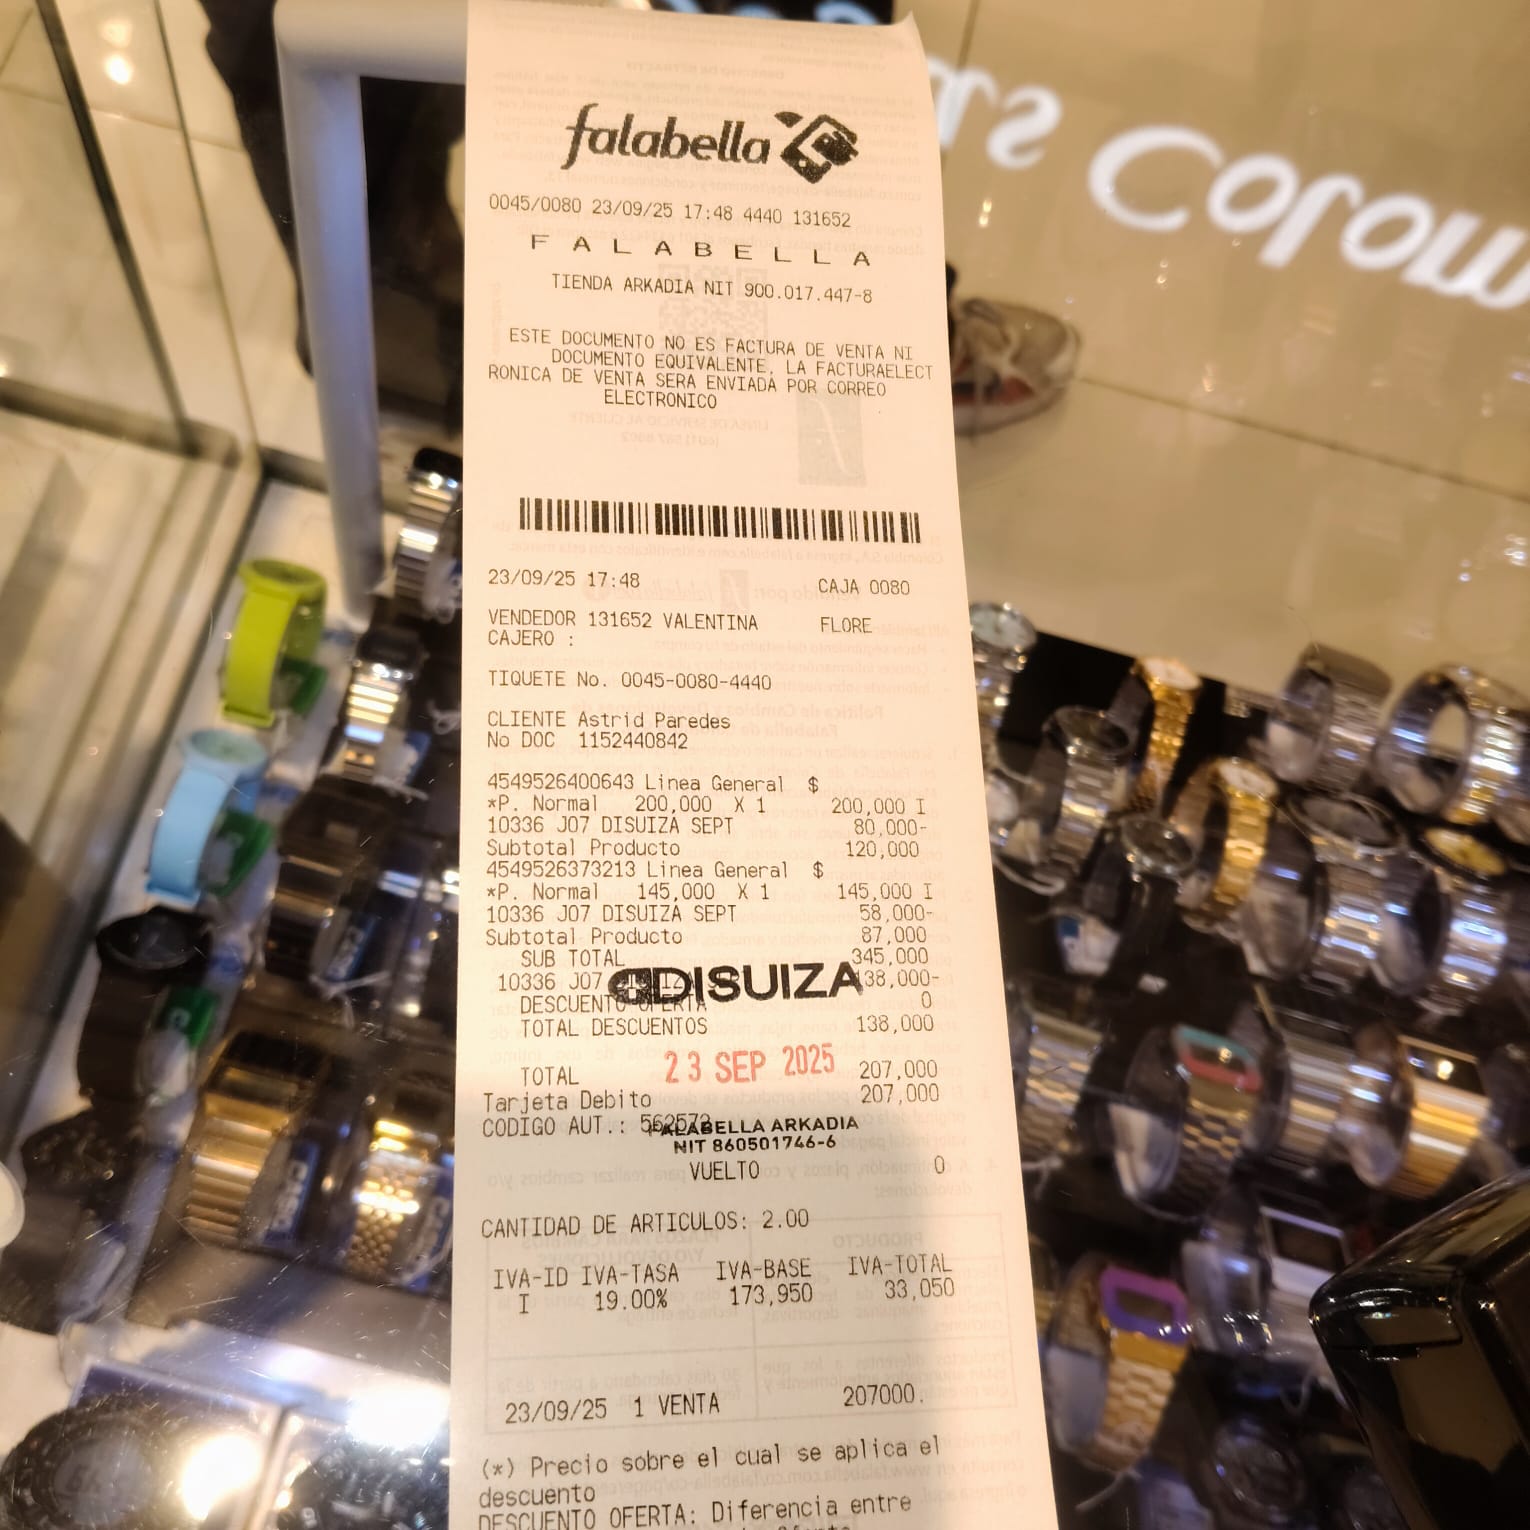 falabella
0045/0080 23/09/25 17:48 4440 131652
F A L A B E L L A
TIENDA ARKADIA NIT 900.017.447-8
ESTE DOCUMENTO NO ES FACTURA DE VENTA NI
DOCUMENTO EQUIVALENTE, LA FACTURAELECT
RONICA DE VENTA SERA ENVIADA POR CORREO
ELECTRONICO
23/09/25 17:48 CAJA 0080
VENDEDOR 131652 VALENTINA FLORE
CAJERO :
TIQUETE No. 0045-0080-4440
CLIENTE Astrid Paredes
No DOC 1152440842
4549526400643 Linea General $
*P. Normal 200,000 X 1 200,000 I
10336 J07 DISUIZA SEPT 80,000-
Subtotal Producto 120,000
4549526373213 Linea General $
*P. Normal 145,000 X 1 145,000 I
10336 J07 DISUIZA SEPT 58,000-
Subtotal Producto 87,000
SUB TOTAL 345,000
10336 J07 138,000-
DISUIZA
DESCUENTO OFERTA 0
TOTAL DESCUENTOS 138,000
23 SEP 2025
TOTAL 207,000
Tarjeta Debito 207,000
CODIGO AUT.: 562572
FALABELLA ARKADIA
NIT 860501746-6
VUELTO 0
CANTIDAD DE ARTICULOS: 2.00
IVA-ID IVA-TASA IVA-BASE IVA-TOTAL
I 19.00% 173,950 33,050
23/09/25 1 VENTA 207000.
(*) Precio sobre el cual se aplica el
descuento
DESCUENTO OFERTA: Diferencia entre